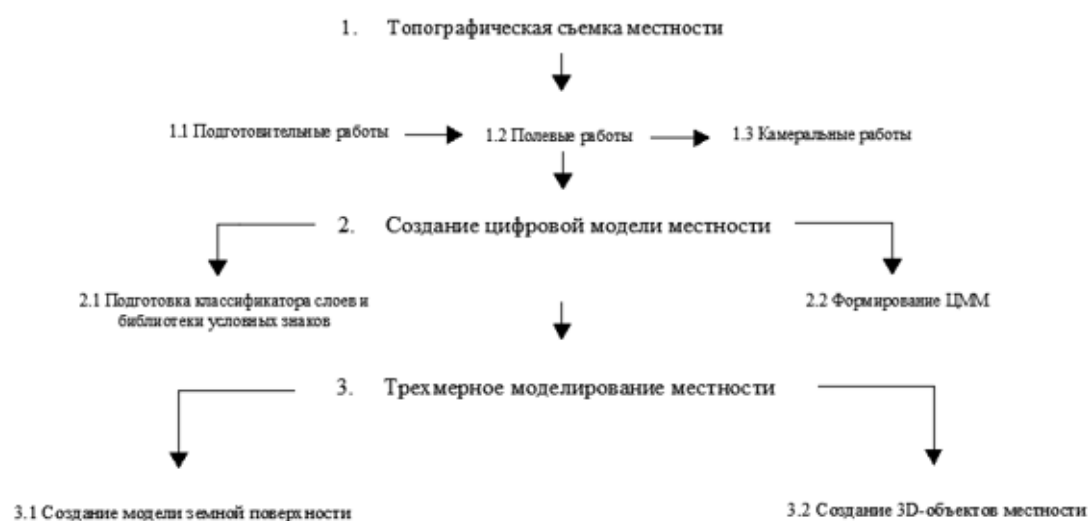 1. Топографическая съемка местности
1.1 Подготовительные работы
1.2 Полевые работы
1.3 Камеральные работы
2. Создание цифровой модели местности
2.1 Подготовка классификатора слоев и
библиотеки условных знаков
2.2 Формирование ЦММ
3. Трехмерное моделирование местности
3.1 Создание модели земной поверхности
3.2 Создание 3D-объектов местности